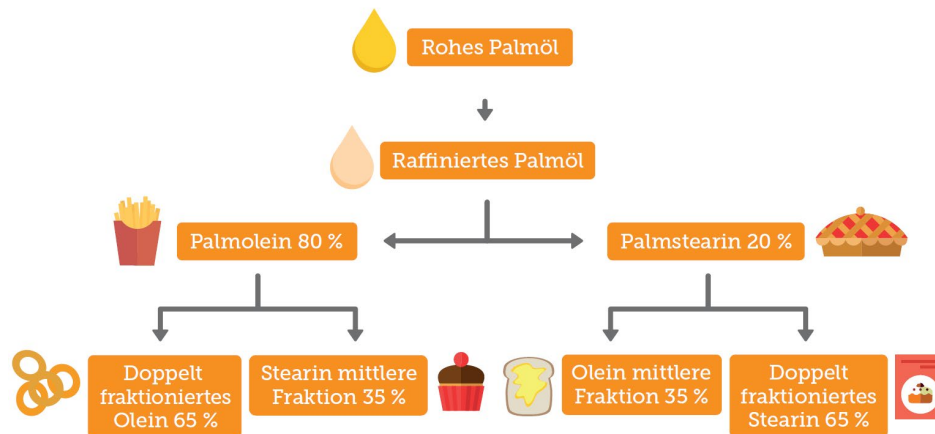 Rohes Palmöl
Raffiniertes Palmöl
Palmolein 80 %
Palmstearin 20 %
Doppelt
fraktioniertes
Olein 65 %
Stearin mittlere
Fraktion 35 %
Olein mittlere
Fraktion 35 %
Doppelt
fraktioniertes
Stearin 65 %